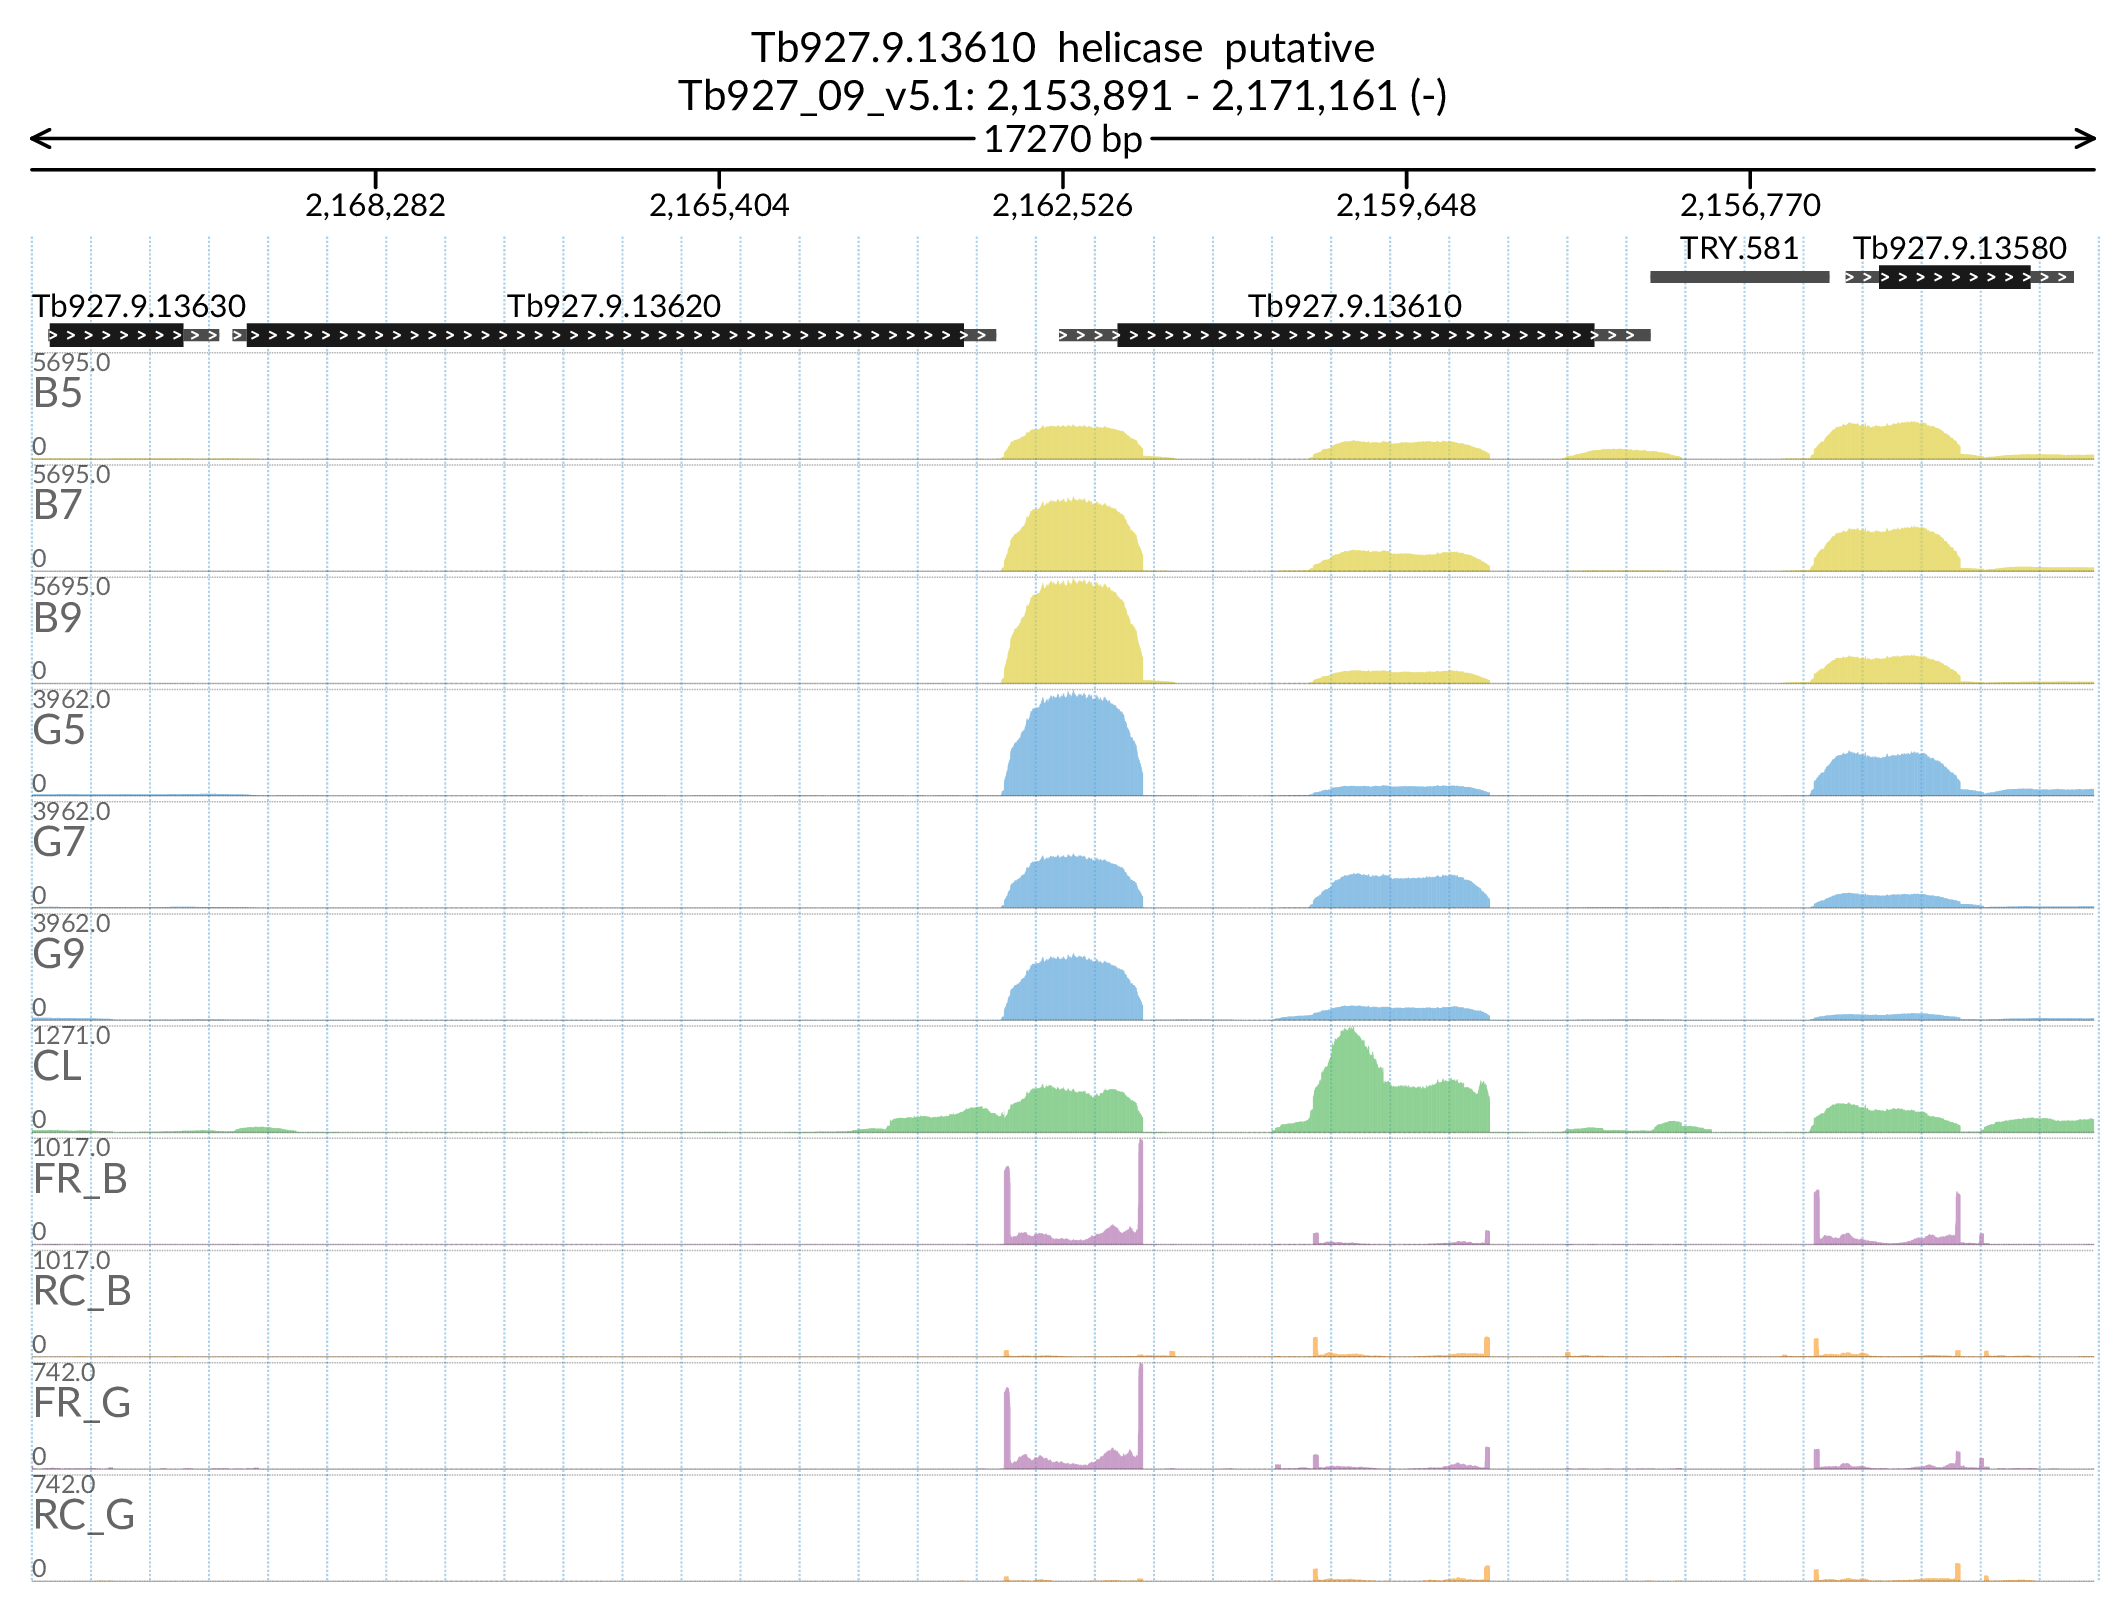 Tb927.9.13610 helicase putative
Tb927_09_v5.1: 2,153,891 - 2,171,161 (-)
17270 bp
2,168,282 2,165,404 2,162,526 2,159,648 2,156,770
TRY.581 Tb927.9.13580
Tb927.9.13630 Tb927.9.13620 Tb927.9.13610
5695.0
B5
0
5695.0
B7
0
5695.0
B9
0
3962.0
G5
0
3962.0
G7
0
3962.0
G9
0
1271.0
CL
0
1017.0
FR_B
0
1017.0
RC_B
0
742.0
FR_G
0
742.0
RC_G
0